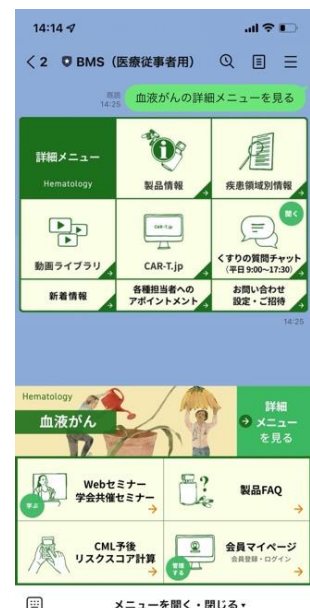 14:14
2 BMS（医療従事者用）
既読
14:25
血液がんの詳細メニューを見る
詳細メニュー
Hematology
製品情報
疾患領域別情報
動画ライブラリ
CAR-T.jp
CAR-T.jp
聞く
くすりの質問チャット
（平日 9:00〜17:30）
新着情報
各種担当者への
アポイントメント
お問い合わせ
設定・ご招待
14:25
Hematology
血液がん
詳細
メニュー
を見る
学ぶ
Webセミナー
学会共催セミナー
製品FAQ
CML予後
リスクスコア計算
管理
する
会員マイページ
会員登録・ログイン
メニューを開く・閉じる▾